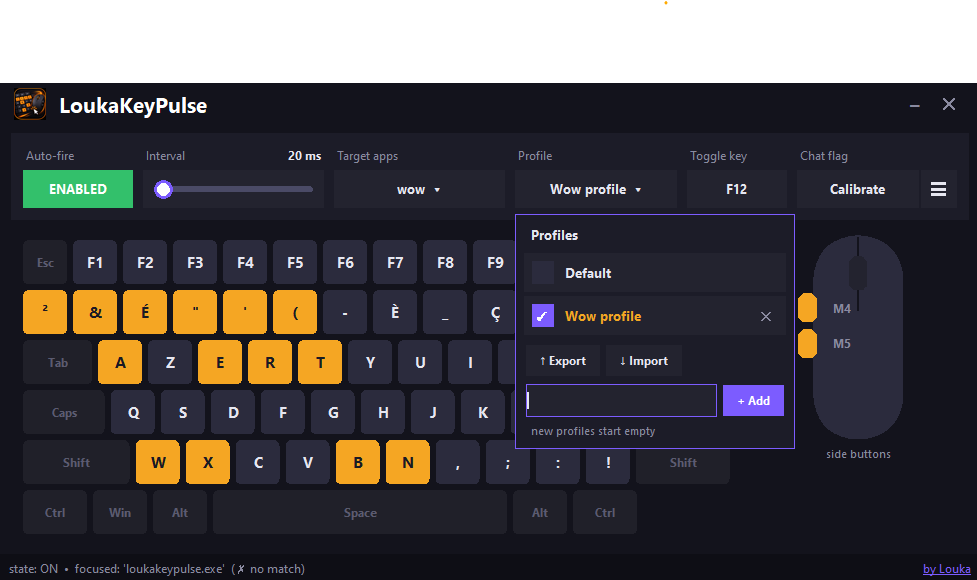 LoukaKeyPulse
Auto-fire Interval 20 ms Target apps Profile Toggle key Chat flag
ENABLED wow ▾ Wow profile ▾ F12 Calibrate
Profiles
Default
Wow profile
↑ Export ↓ Import
+ Add
new profiles start empty
Esc F1 F2 F3 F4 F5 F6 F7 F8 F9
² & É " ' ( - È _ Ç
Tab A Z E R T Y U I
Caps Q S D F G H J K
Shift W X C V B N , ; : ! Shift
Ctrl Win Alt Space Alt Ctrl
M4
M5
side buttons
state: ON • focused: 'loukakeypulse.exe' (✗ no match) by Louka